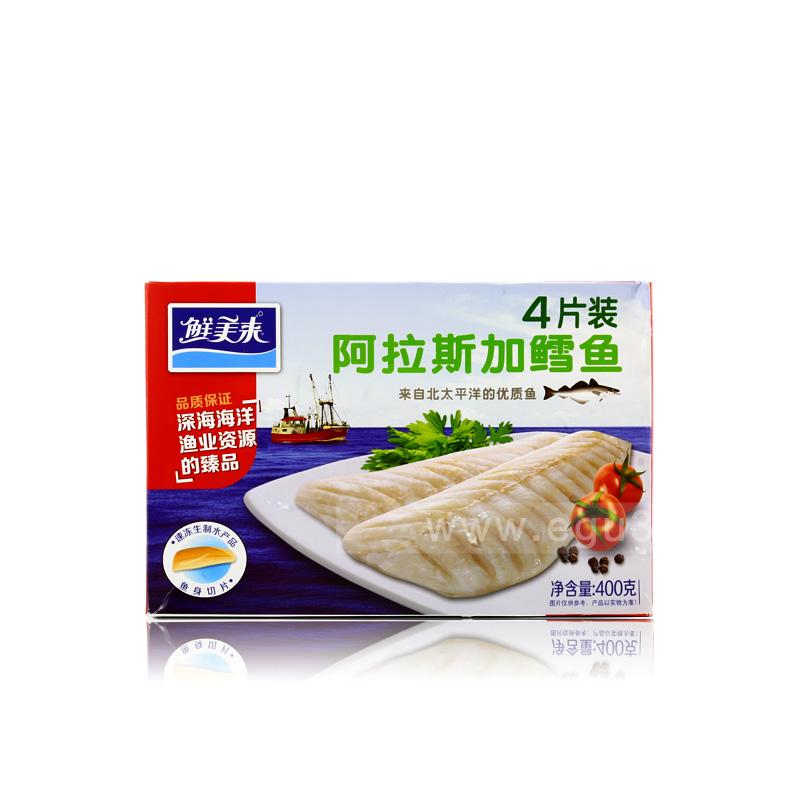 鲜美来
4片装
阿拉斯加鳕鱼
来自北太平洋的优质鱼
品质保证
深海海洋
渔业资源
的臻品
速冻生制水产品
鱼身切片
www.egu
净含量:400克
图片仅供参考，产品以实物为准!